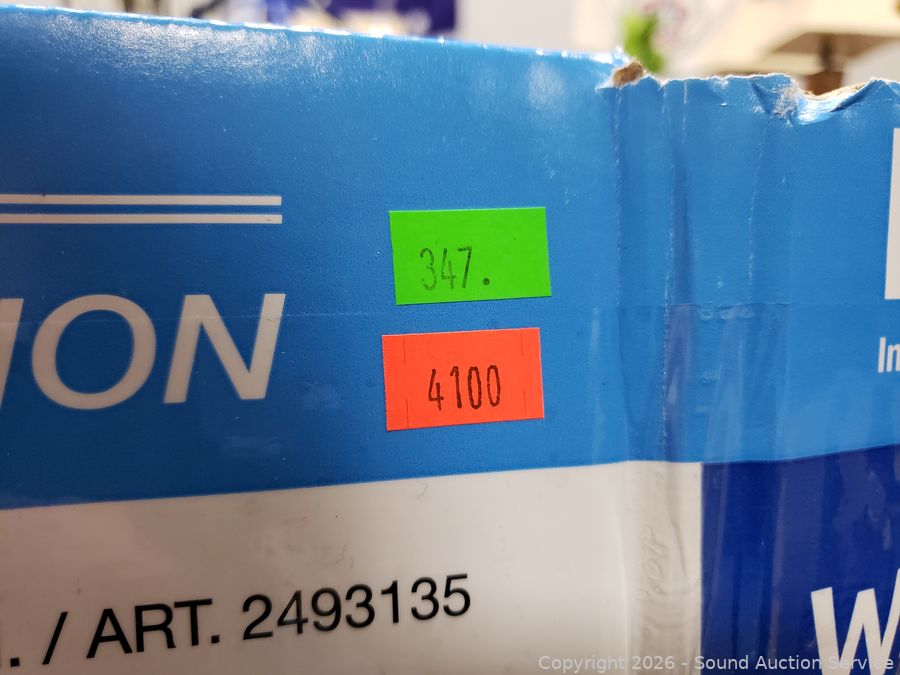 347.
ION
4100
In
. / ART. 2493135
W
Copyright 2026 - Sound Auction Service